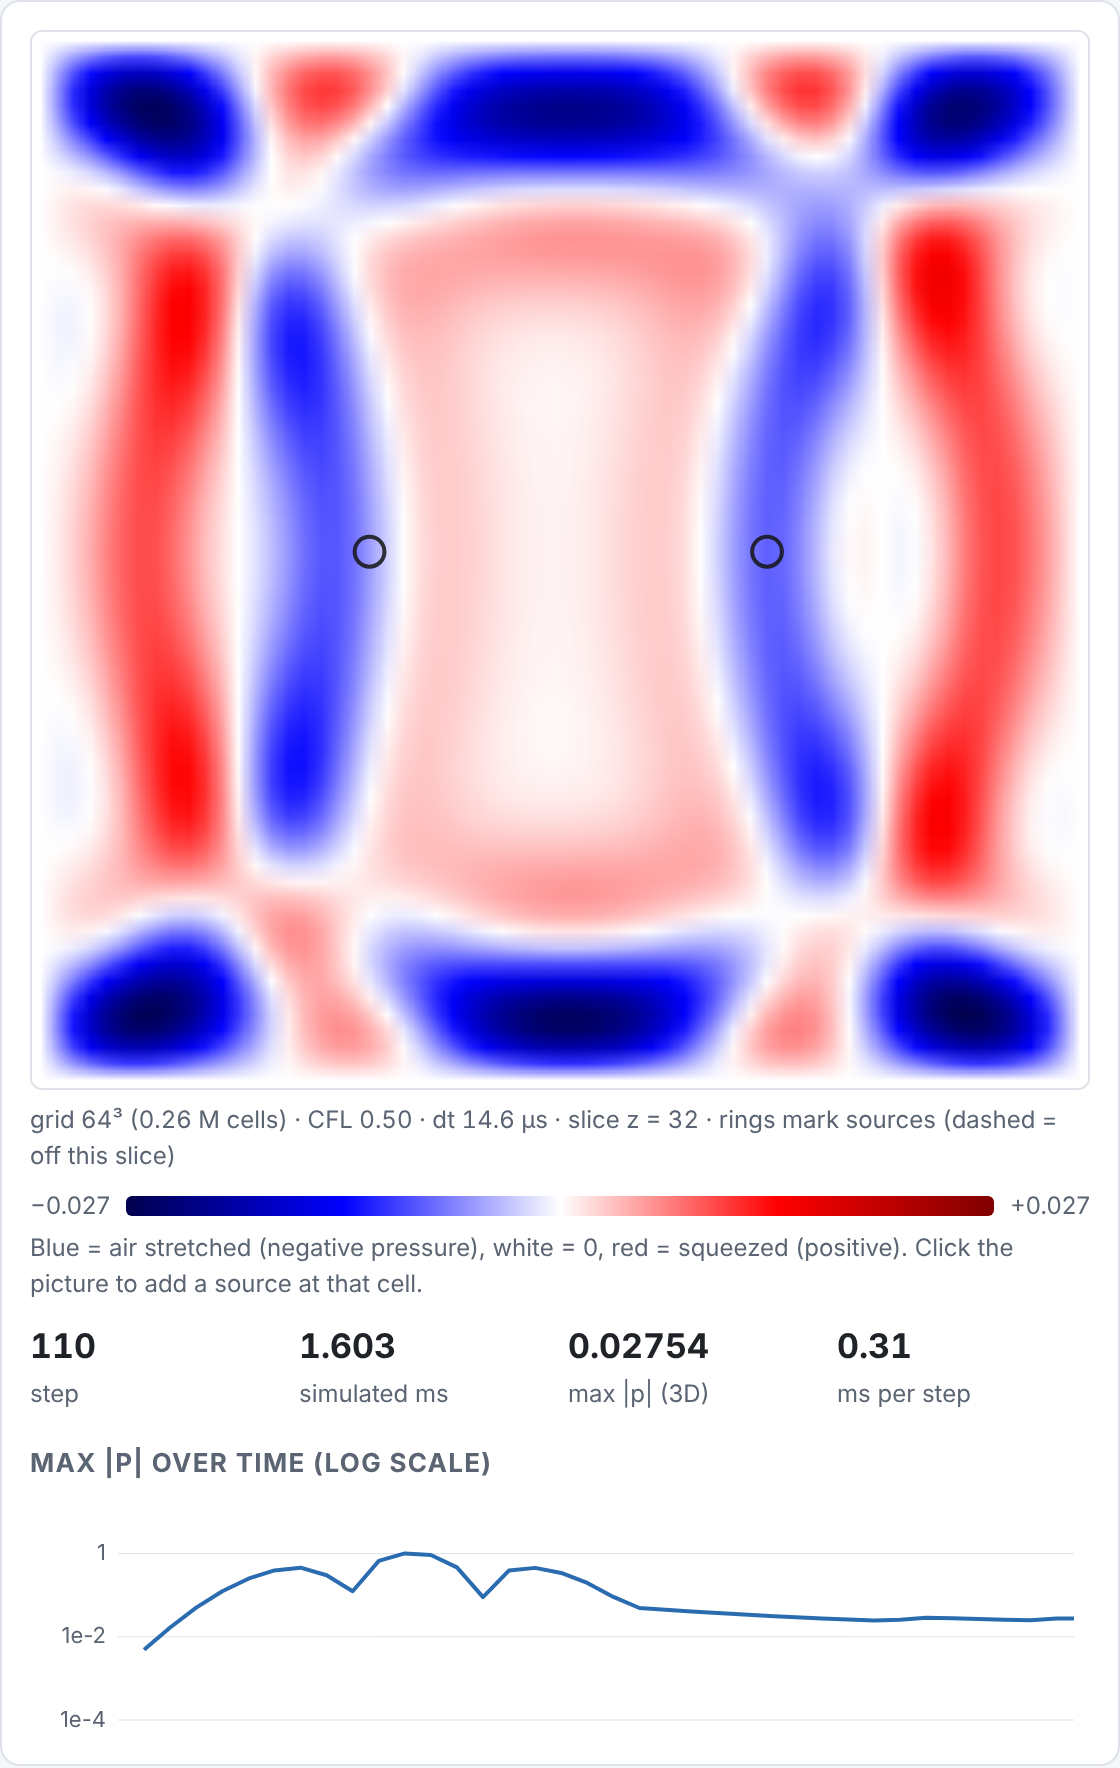 grid 64³ (0.26 M cells) · CFL 0.50 · dt 14.6 µs · slice z = 32 · rings mark sources (dashed =
off this slice)
−0.027 +0.027
Blue = air stretched (negative pressure), white = 0, red = squeezed (positive). Click the
picture to add a source at that cell.
110 1.603 0.02754 0.31
step simulated ms max |p| (3D) ms per step
MAX |P| OVER TIME (LOG SCALE)
1
1e-2
1e-4